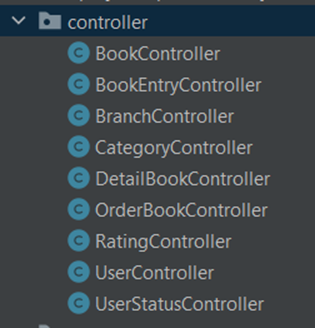 controller
BookController
BookEntryController
BranchController
CategoryController
DetailBookController
OrderBookController
RatingController
UserController
UserStatusController